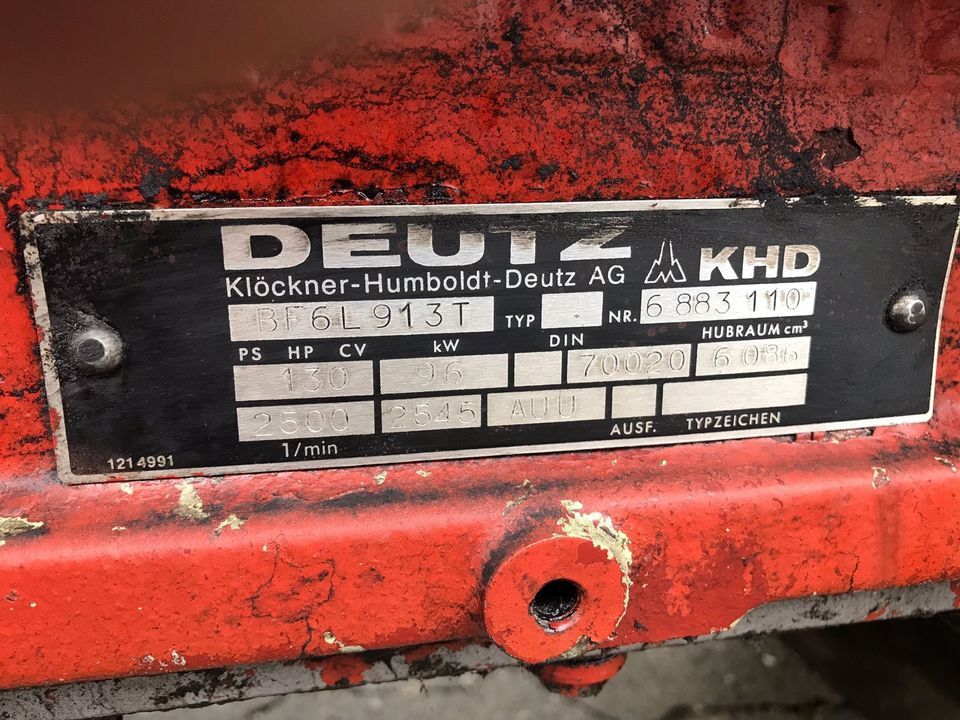 DEUTZ KHD
Klöckner-Humboldt-Deutz AG
BF6L913T TYP NR. 6 883 110
PS HP CV kW DIN HUBRAUM cm³
130 96 70020 6 086
2500 2545 AUU
1/min AUSF. TYPZEICHEN
1214991